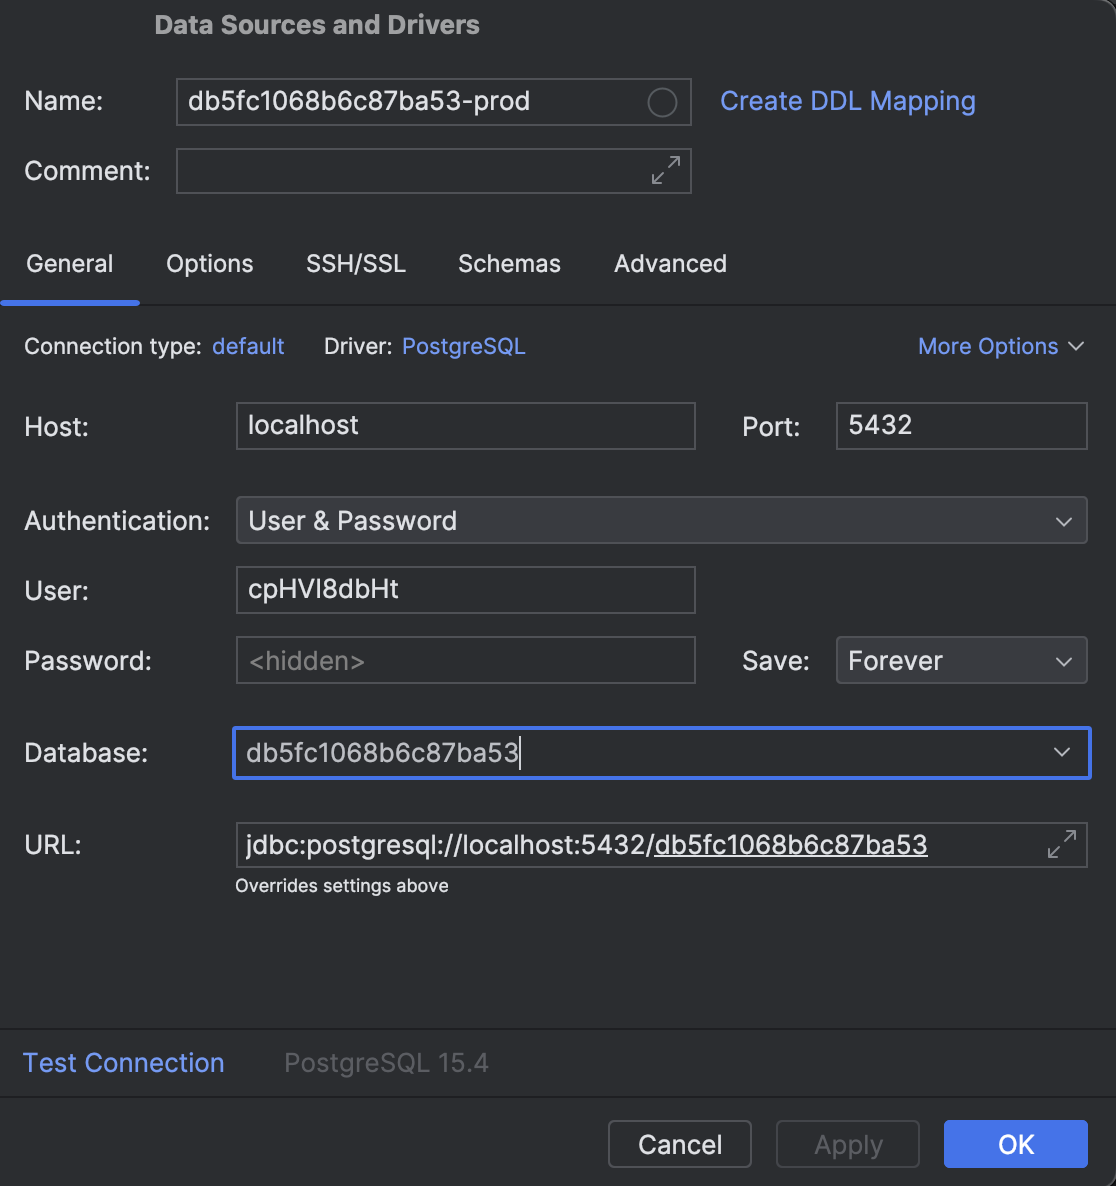 Data Sources and Drivers
Name: db5fc1068b6c87ba53-prod Create DDL Mapping
Comment:
General Options SSH/SSL Schemas Advanced
Connection type: default Driver: PostgreSQL More Options
Host: localhost Port: 5432
Authentication: User & Password
User: cpHVI8dbHt
Password: <hidden> Save: Forever
Database: db5fc1068b6c87ba53
URL: jdbc:postgresql://localhost:5432/db5fc1068b6c87ba53
Overrides settings above
Test Connection PostgreSQL 15.4
Cancel Apply OK